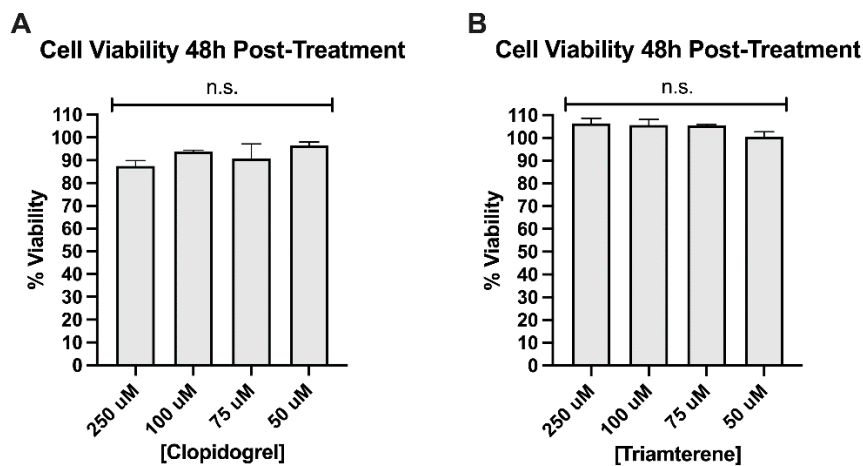 A
Cell Viability 48h Post-Treatment
n.s.
110
100
90
80
70
60
50
40
30
20
10
0
% Viability
250 uM
100 uM
75 uM
50 uM
[Clopidogrel]
B
Cell Viability 48h Post-Treatment
n.s.
110
100
90
80
70
60
50
40
30
20
10
0
% Viability
250 uM
100 uM
75 uM
50 uM
[Triamterene]